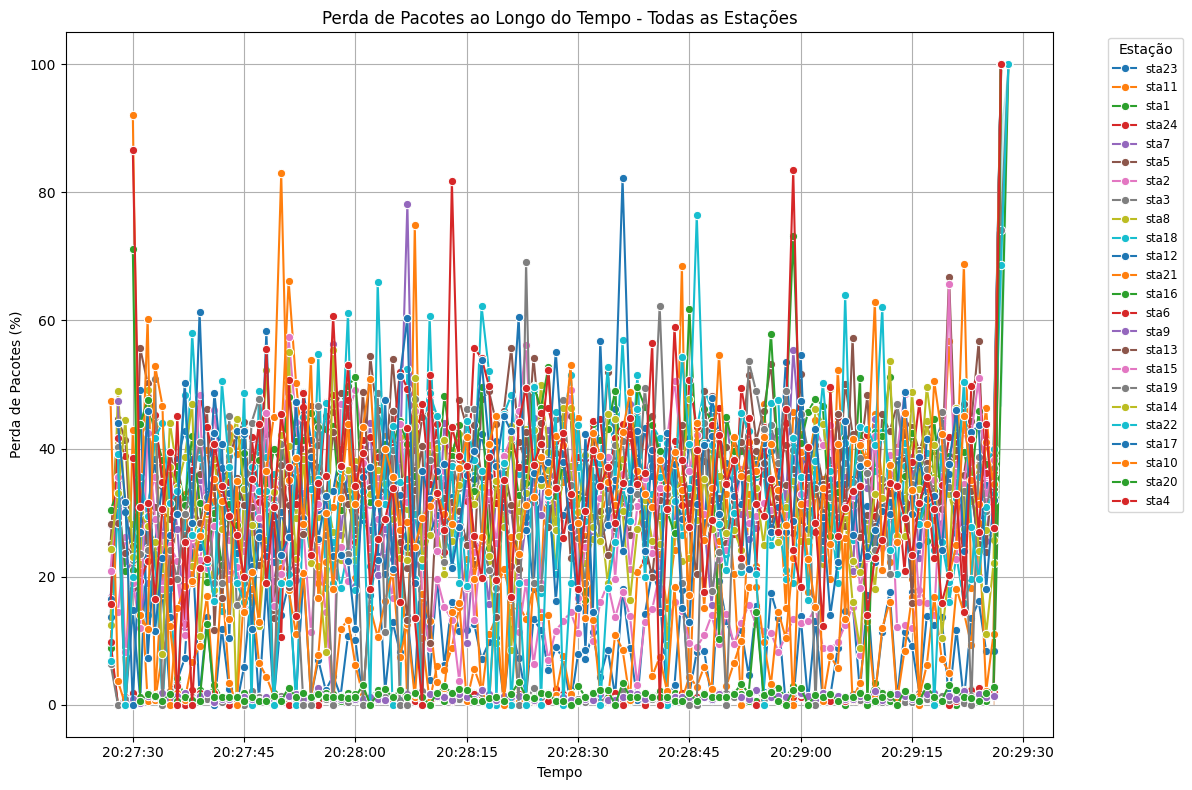 Perda de Pacotes ao Longo do Tempo - Todas as Estações
Perda de Pacotes (%)
100
80
60
40
20
0
20:27:30
20:27:45
20:28:00
20:28:15
20:28:30
20:28:45
20:29:00
20:29:15
20:29:30
Tempo
Estação
sta23
sta11
sta1
sta24
sta7
sta5
sta2
sta3
sta8
sta18
sta12
sta21
sta16
sta6
sta9
sta13
sta15
sta19
sta14
sta22
sta17
sta10
sta20
sta4